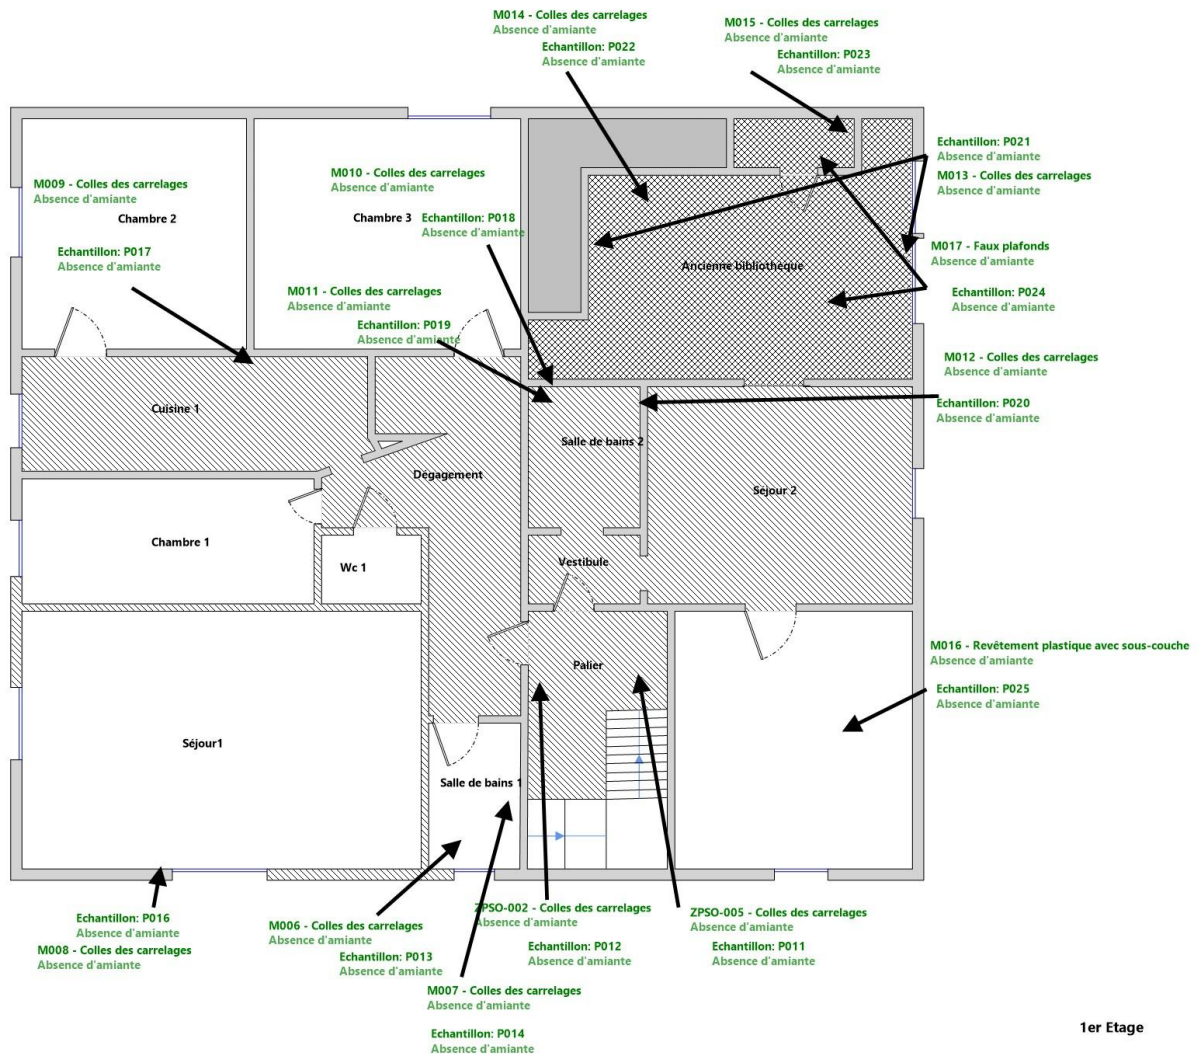 M014 - Colles des carrelages
Absence d'amiante
Echantillon: P022
Absence d'amiante
M015 - Colles des carrelages
Absence d'amiante
Echantillon: P023
Absence d'amiante
Echantillon: P021
Absence d'amiante
M013 - Colles des carrelages
Absence d'amiante
M009 - Colles des carrelages
Absence d'amiante
Chambre 2
Echantillon: P017
Absence d'amiante
M010 - Colles des carrelages
Absence d'amiante
Chambre 3
Echantillon: P018
Absence d'amiante
M011 - Colles des carrelages
Absence d'amiante
Echantillon: P019
Absence d'amiante
Ancienne bibliothèque
M017 - Faux plafonds
Absence d'amiante
Echantillon: P024
Absence d'amiante
M012 - Colles des carrelages
Absence d'amiante
Echantillon: P020
Absence d'amiante
Cuisine 1
Salle de bains 2
Dégagement
Séjour 2
Chambre 1
Wc 1
Vestibule
Palier
M016 - Revêtement plastique avec sous-couche
Absence d'amiante
Echantillon: P025
Absence d'amiante
Séjour1
Salle de bains 1
Echantillon: P016
Absence d'amiante
M008 - Colles des carrelages
Absence d'amiante
M006 - Colles des carrelages
Absence d'amiante
Echantillon: P013
Absence d'amiante
ZPSO-002 - Colles des carrelages
Absence d'amiante
Echantillon: P012
Absence d'amiante
ZPSO-005 - Colles des carrelages
Absence d'amiante
Echantillon: P011
Absence d'amiante
M007 - Colles des carrelages
Absence d'amiante
Echantillon: P014
Absence d'amiante
1er Etage